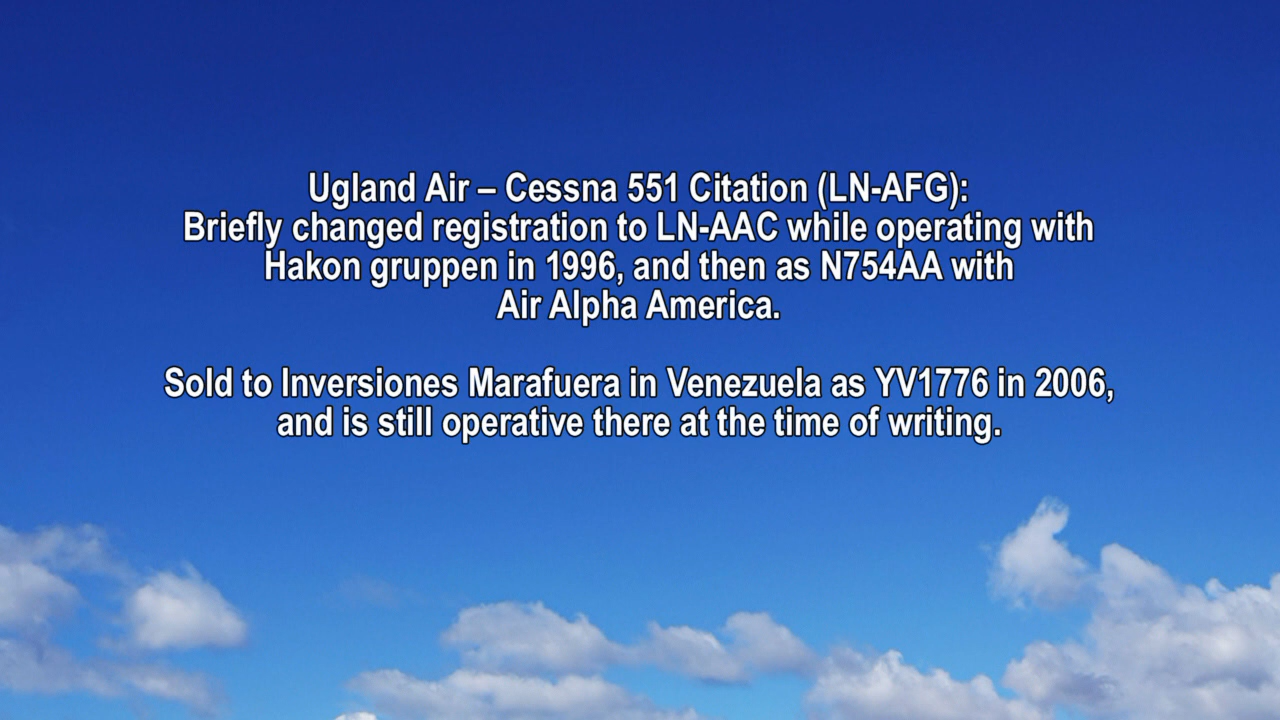 Ugland Air – Cessna 551 Citation (LN-AFG):
Briefly changed registration to LN-AAC while operating with
Hakon gruppen in 1996, and then as N754AA with
Air Alpha America.
Sold to Inversiones Marafuera in Venezuela as YV1776 in 2006,
and is still operative there at the time of writing.